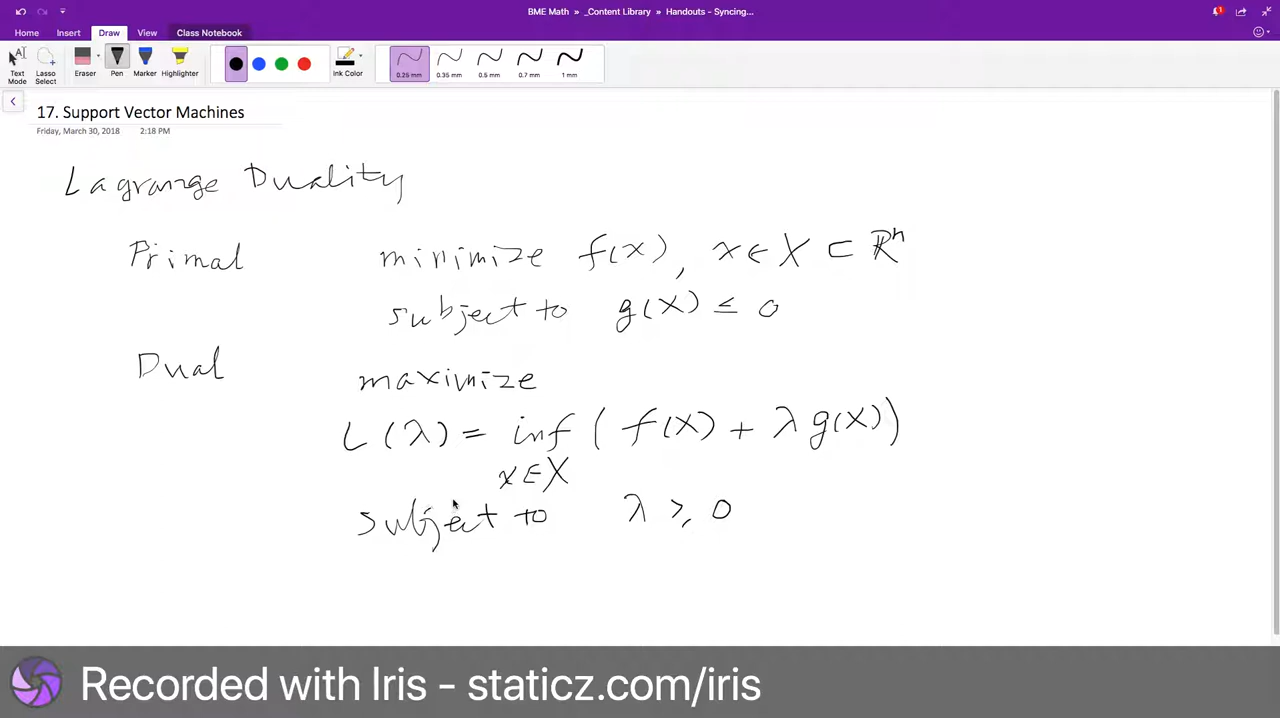 BME Math » _Content Library » Handouts - Syncing...
1
Home Insert Draw View Class Notebook
Text Mode Lasso Select Eraser Pen Marker Highlighter Ink Color 0.25 mm 0.35 mm 0.5 mm 0.7 mm 1 mm
17. Support Vector Machines
Friday, March 30, 2018 2:18 PM
Lagrange Duality
Primal minimize f(x), x ∈ X ⊂ ℝⁿ
subject to g(x) ≤ 0
Dual maximize
L(λ) = inf (f(x) + λ g(x))
x ∈ X
subject to λ ≥ 0
Recorded with Iris - staticz.com/iris